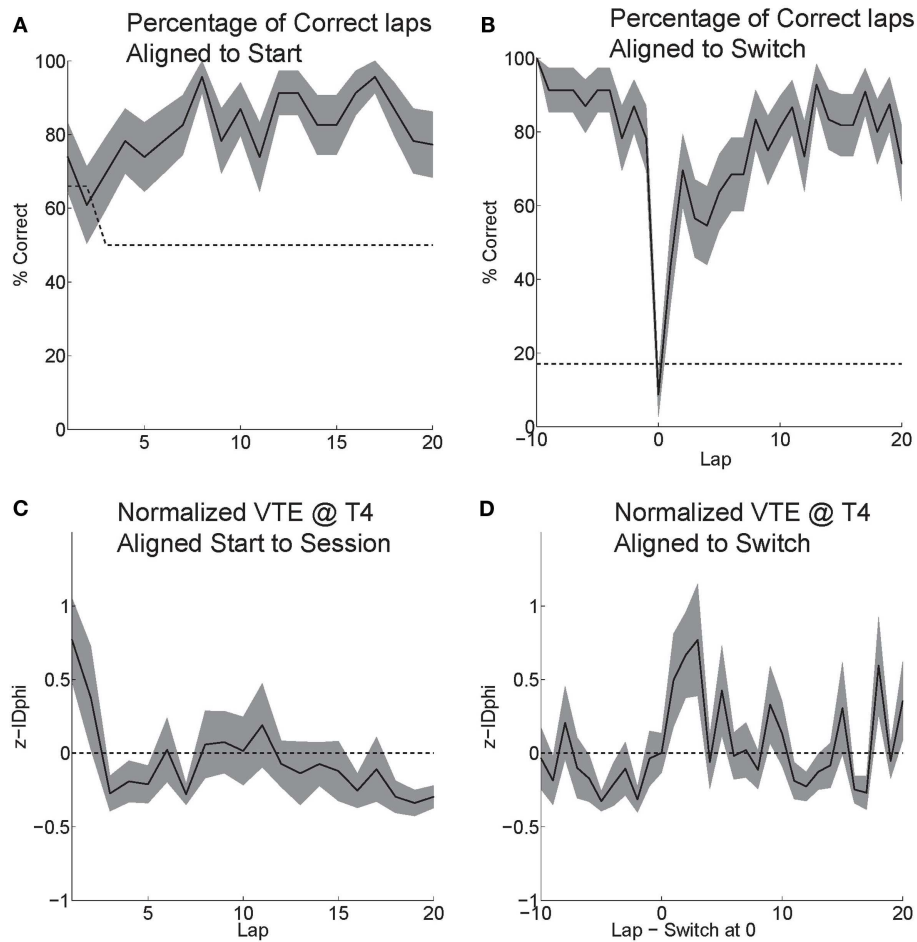 A
Percentage of Correct laps
Aligned to Start
% Correct
100
80
60
40
20
0
5
10
15
20
B
Percentage of Correct laps
Aligned to Switch
% Correct
100
80
60
40
20
0
−10
0
10
20
Lap
C
Normalized VTE @ T4
Aligned Start to Session
z−IDphi
1
0.5
0
−0.5
−1
5
10
15
20
Lap
D
Normalized VTE @ T4
Aligned to Switch
z−IDphi
1
0.5
0
−0.5
−1
−10
0
10
20
Lap − Switch at 0